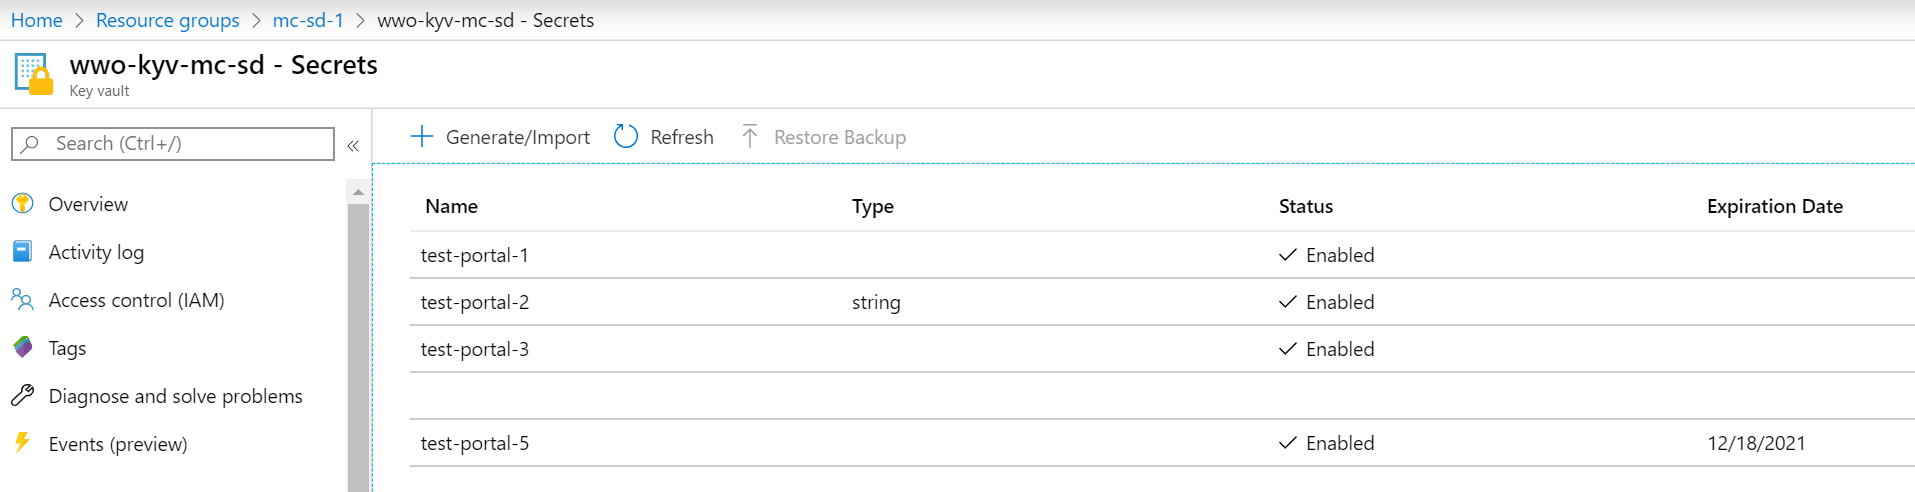 Home > Resource groups > mc-sd-1 > wwo-kyv-mc-sd - Secrets
wwo-kyv-mc-sd - Secrets
Key vault
Search (Ctrl+/)
«
Overview
Activity log
Access control (IAM)
Tags
Diagnose and solve problems
Events (preview)
Generate/Import Refresh Restore Backup
Name Type Status Expiration Date
test-portal-1 Enabled
test-portal-2 string Enabled
test-portal-3 Enabled
test-portal-5 Enabled 12/18/2021